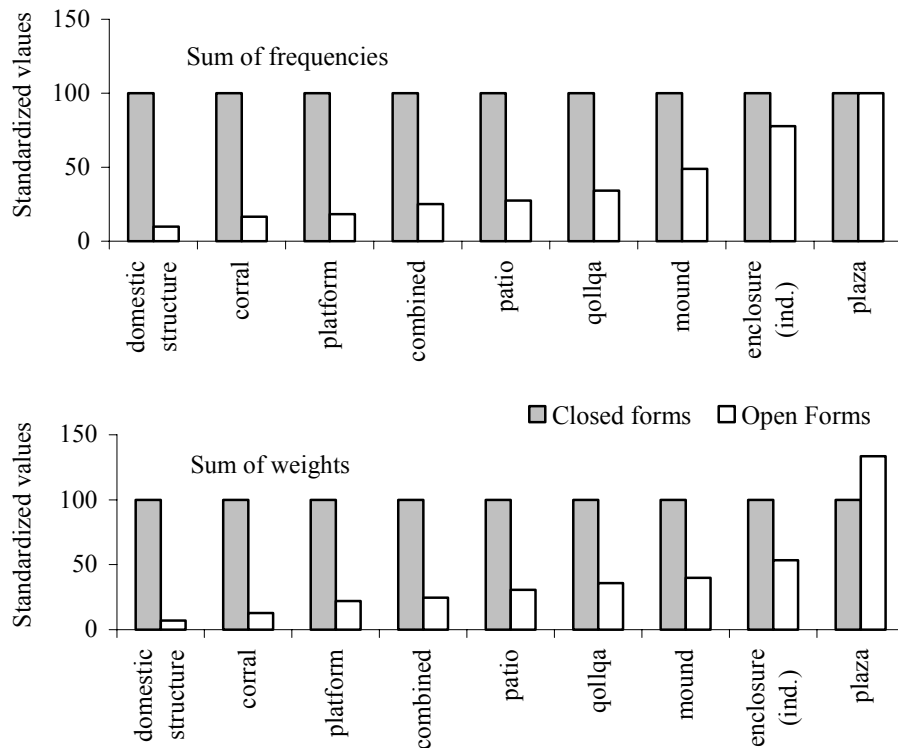 Standardized vlaues
150
100
50
0
Sum of frequencies
domestic
structure
corral
platform
combined
patio
qollqa
mound
enclosure
(ind.)
plaza
Closed forms
Open Forms
Standardized values
150
100
50
0
Sum of weights
domestic
structure
corral
platform
combined
patio
qollqa
mound
enclosure
(ind.)
plaza